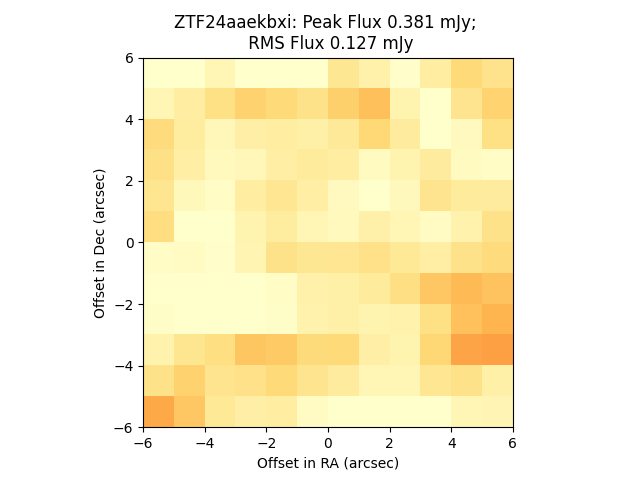 ZTF24aaekbxi: Peak Flux 0.381 mJy;
RMS Flux 0.127 mJy
6
4
2
0
−2
−4
−6
Offset in Dec (arcsec)
−6 −4 −2 0 2 4 6
Offset in RA (arcsec)